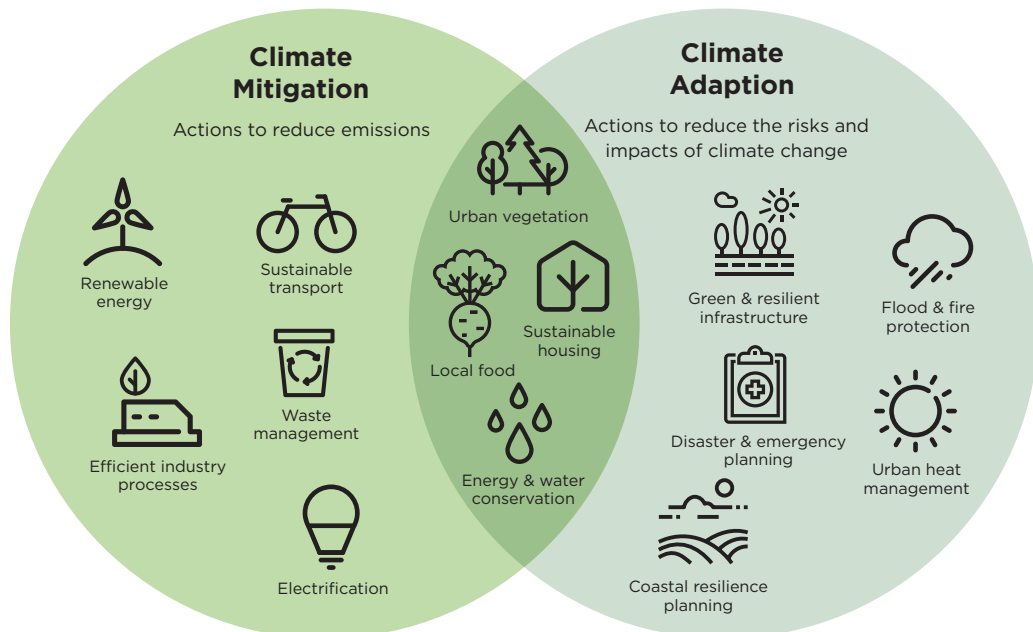 Climate
Mitigation
Actions to reduce emissions
Renewable
energy
Sustainable
transport
Efficient industry
processes
Waste
management
Electrification
Urban vegetation
Local food
Sustainable
housing
Energy & water
conservation
Climate
Adaption
Actions to reduce the risks and
impacts of climate change
Green & resilient
infrastructure
Flood & fire
protection
Disaster & emergency
planning
Urban heat
management
Coastal resilience
planning